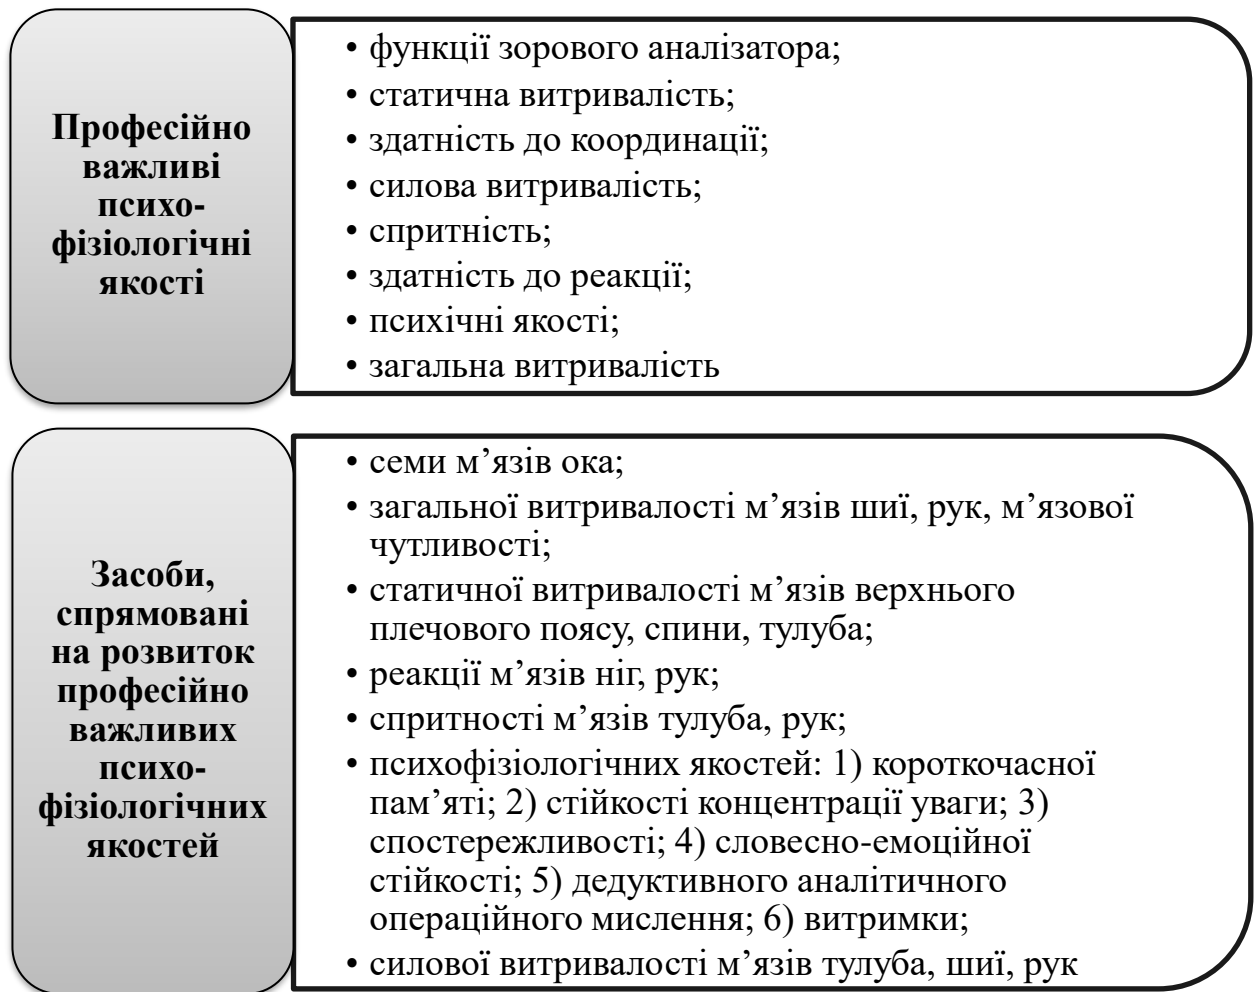 Професійно
важливі
психо-
фізіологічні
якості
• функції зорового аналізатора;
• статична витривалість;
• здатність до координації;
• силова витривалість;
• спритність;
• здатність до реакції;
• психічні якості;
• загальна витривалість
Засоби,
спрямовані
на розвиток
професійно
важливих
психо-
фізіологічних
якостей
• семи м’язів ока;
• загальної витривалості м’язів шиї, рук, м’язової
чутливості;
• статичної витривалості м’язів верхнього
плечового поясу, спини, тулуба;
• реакції м’язів ніг, рук;
• спритності м’язів тулуба, рук;
• психофізіологічних якостей: 1) короткочасної
пам’яті; 2) стійкості концентрації уваги; 3)
спостережливості; 4) словесно-емоційної
стійкості; 5) дедуктивного аналітичного
операційного мислення; 6) витримки;
• силової витривалості м’язів тулуба, шиї, рук